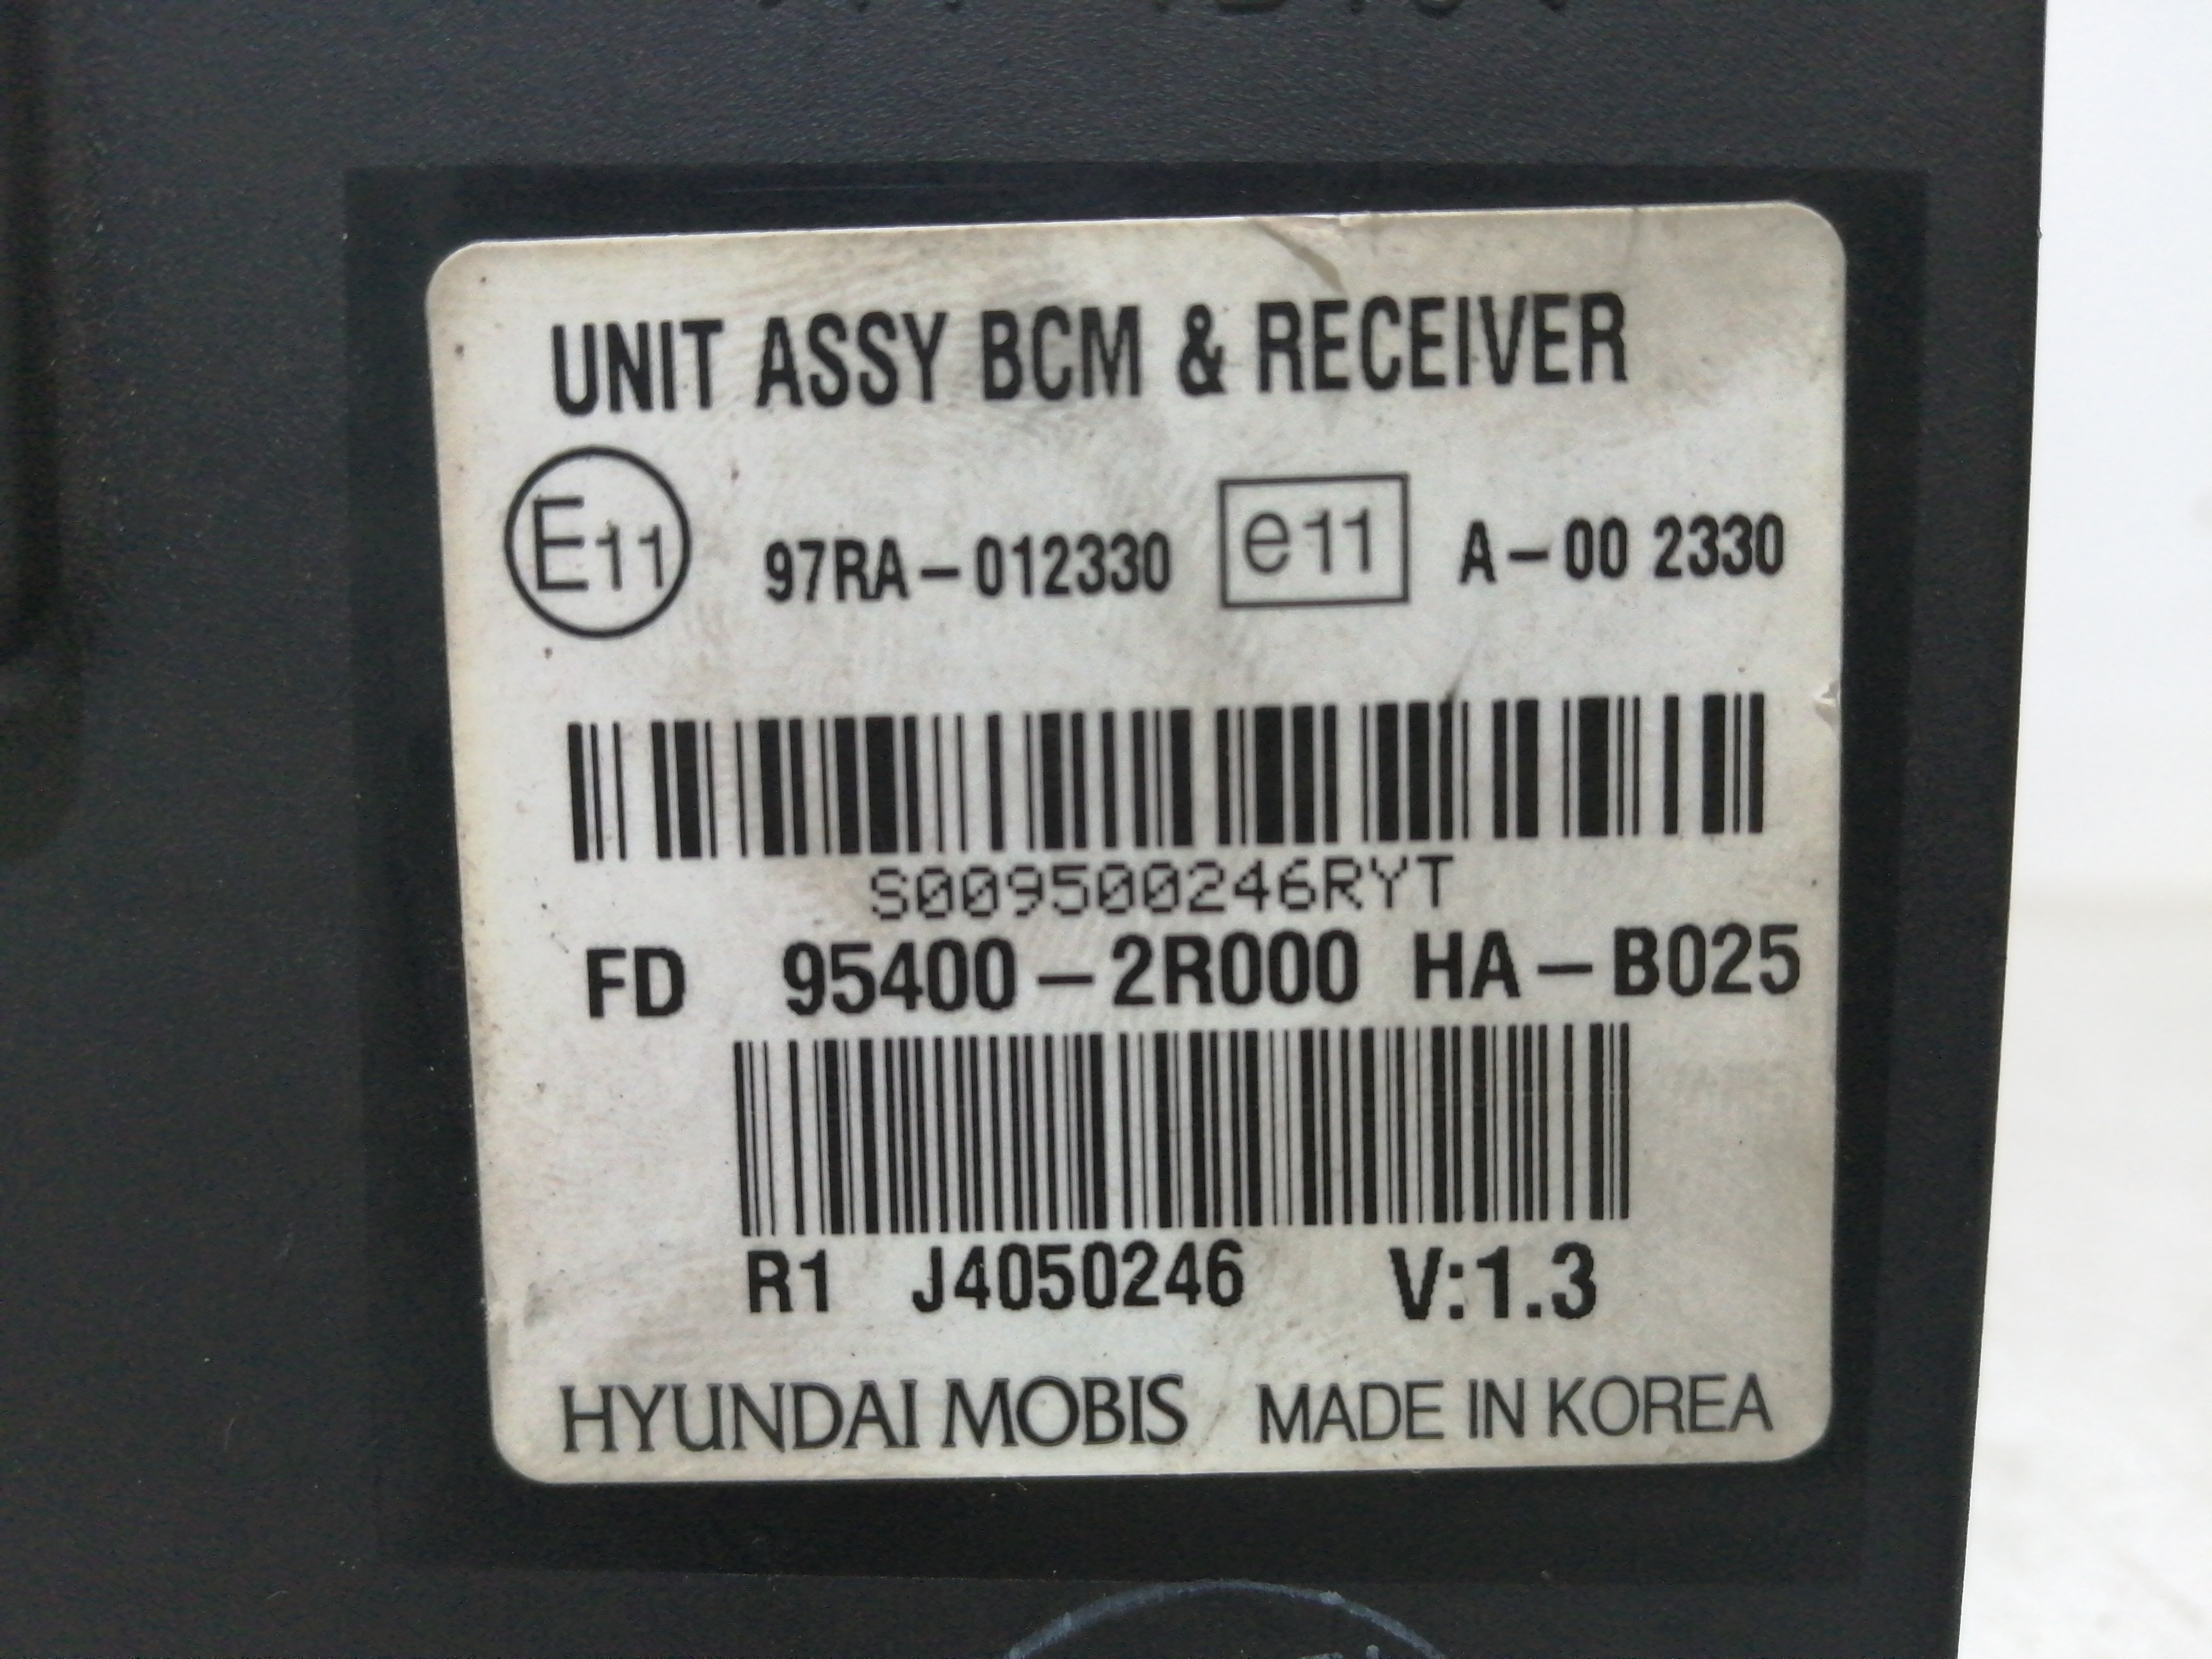 UNIT ASSY BCM & RECEIVER
E11 97RA-012330 e11 A-00 2330
S009500246RYT
FD 95400-2R000 HA-B025
R1 J4050246 V:1.3
HYUNDAI MOBIS MADE IN KOREA